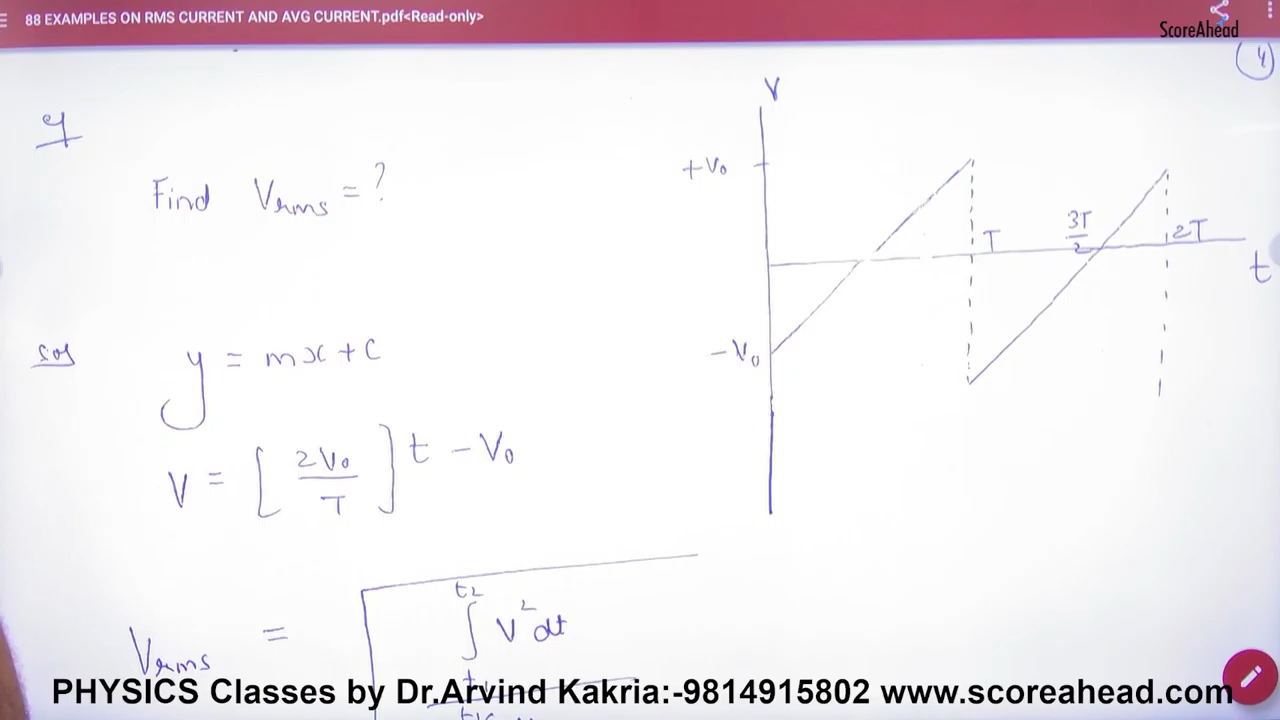 88 EXAMPLES ON RMS CURRENT AND AVG CURRENT.pdf<Read-only>
ScoreAhead
4
eg
Find Vrms = ?
V
+V₀
T
3T/2
2T
t
-V₀
Sol
y = mx + c
V = [2V₀/T] t - V₀
Vrms = √ ∫ t₂ V² dt
PHYSICS Classes by Dr.Arvind Kakria:-9814915802 www.scoreahead.com